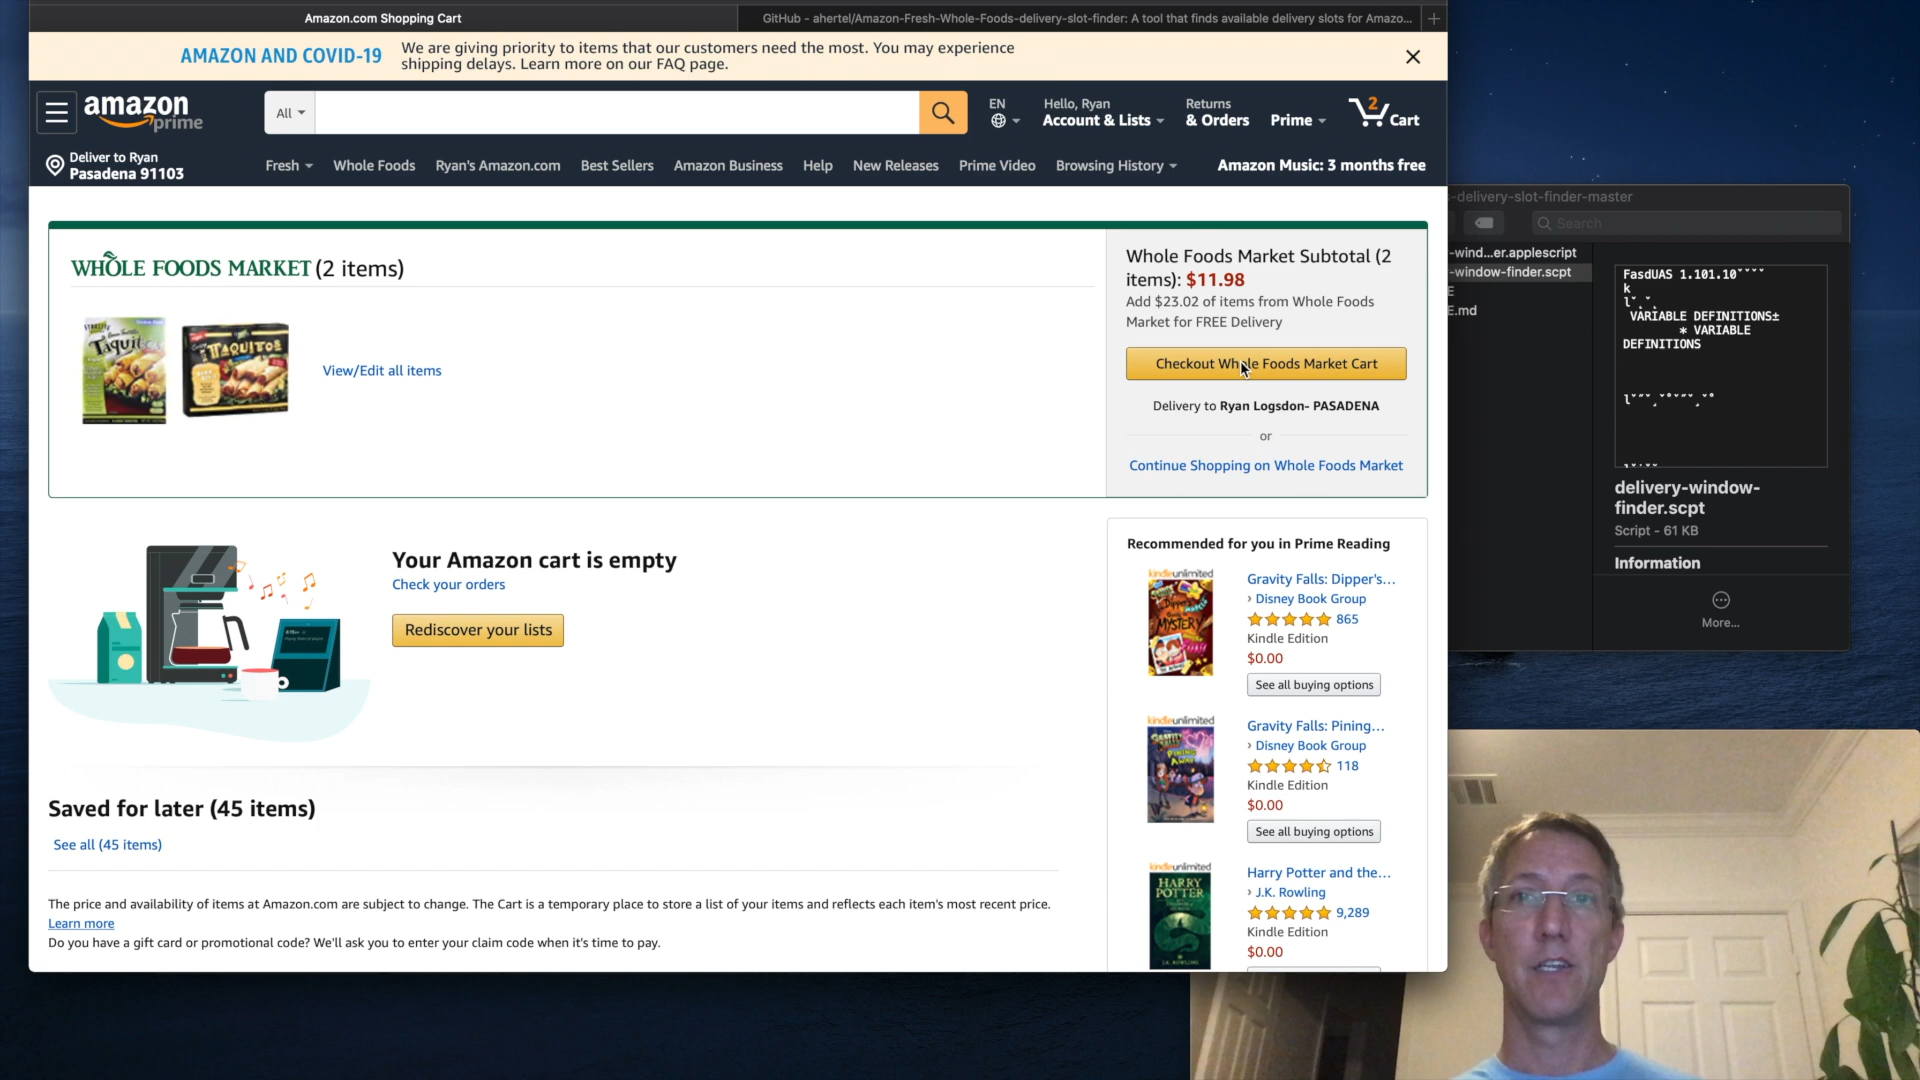 Amazon.com Shopping Cart
GitHub - ahertel/Amazon-Fresh-Whole-Foods-delivery-slot-finder: A tool that finds available delivery slots for Amazo...
AMAZON AND COVID-19
We are giving priority to items that our customers need the most. You may experience
shipping delays. Learn more on our FAQ page.
amazon
prime
All
EN
Hello, Ryan
Account & Lists
Returns
& Orders
Prime
2
Cart
Deliver to Ryan
Pasadena 91103
Fresh
Whole Foods
Ryan's Amazon.com
Best Sellers
Amazon Business
Help
New Releases
Prime Video
Browsing History
Amazon Music: 3 months free
WHOLE FOODS MARKET (2 items)
Taquitos
TAQUITOS
View/Edit all items
Whole Foods Market Subtotal (2
items): $11.98
Add $23.02 of items from Whole Foods
Market for FREE Delivery
Checkout Whole Foods Market Cart
Delivery to Ryan Logsdon- PASADENA
or
Continue Shopping on Whole Foods Market
Your Amazon cart is empty
Check your orders
Rediscover your lists
Saved for later (45 items)
See all (45 items)
The price and availability of items at Amazon.com are subject to change. The Cart is a temporary place to store a list of your items and reflects each item's most recent price.
Learn more
Do you have a gift card or promotional code? We'll ask you to enter your claim code when it's time to pay.
Recommended for you in Prime Reading
kindleunlimited
Gravity Falls: Dipper's...
› Disney Book Group
865
Kindle Edition
$0.00
See all buying options
kindleunlimited
Gravity Falls: Pining...
› Disney Book Group
118
Kindle Edition
$0.00
See all buying options
kindleunlimited
HARRY
POTTER
J.K. ROWLING
Harry Potter and the...
› J.K. Rowling
9,289
Kindle Edition
$0.00
-delivery-slot-finder-master
Search
-wind...er.applescript
-window-finder.scpt
E
E.md
FasdUAS 1.101.10
k
VARIABLE DEFINITIONS±
* VARIABLE
DEFINITIONS
delivery-window-
finder.scpt
Script - 61 KB
Information
More...